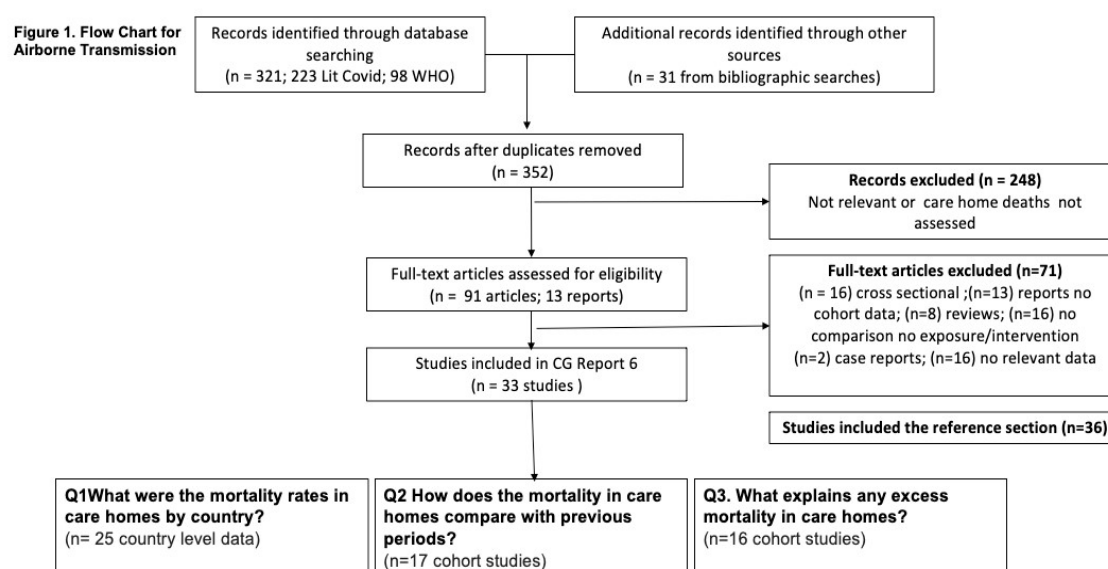 Figure 1. Flow Chart for
Airborne Transmission
Records identified through database
searching
(n = 321; 223 Lit Covid; 98 WHO)
Additional records identified through other
sources
(n = 31 from bibliographic searches)
Records after duplicates removed
(n = 352)
Records excluded (n = 248)
Not relevant or care home deaths not
assessed
Full-text articles assessed for eligibility
(n = 91 articles; 13 reports)
Full-text articles excluded (n=71)
(n = 16) cross sectional ;(n=13) reports no
cohort data; (n=8) reviews; (n=16) no
comparison no exposure/intervention
(n=2) case reports; (n=16) no relevant data
Studies included in CG Report 6
(n = 33 studies )
Studies included the reference section (n=36)
Q1What were the mortality rates in
care homes by country?
(n= 25 country level data)
Q2 How does the mortality in care
homes compare with previous
periods?
(n=17 cohort studies)
Q3. What explains any excess
mortality in care homes?
(n=16 cohort studies)